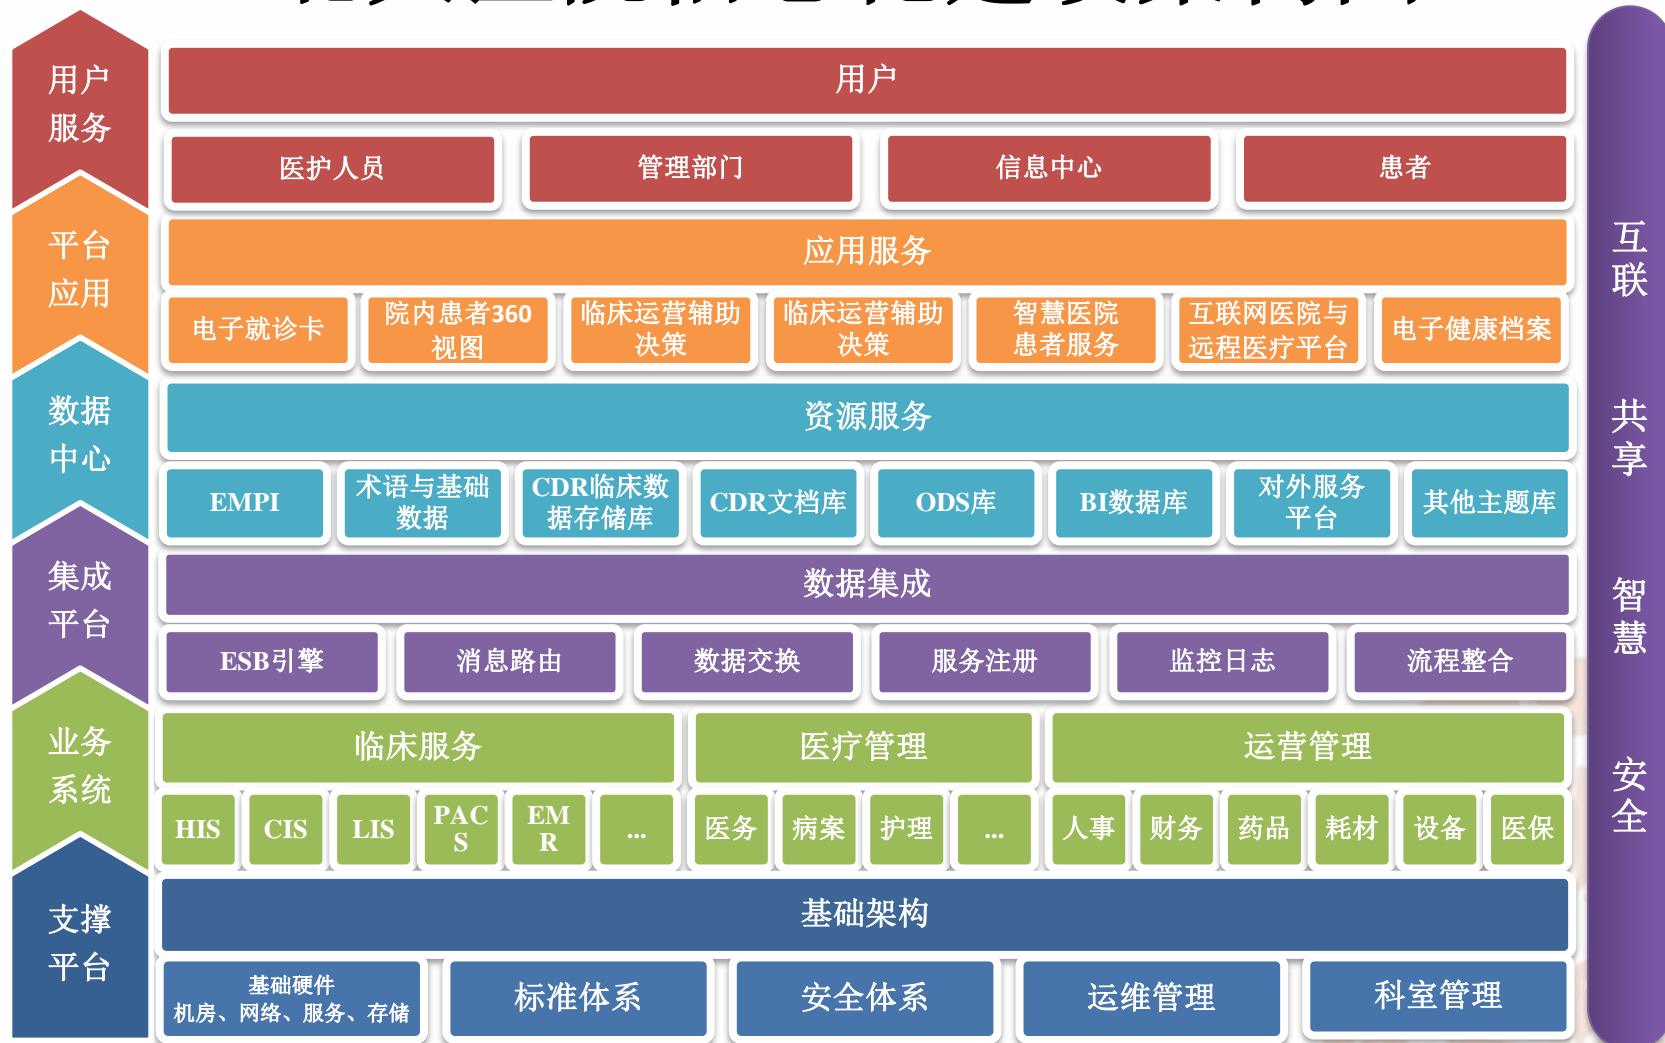 用户
服务
用户
医护人员
管理部门
信息中心
患者
平台
应用
应用服务
电子就诊卡
院内患者360
视图
临床运营辅助
决策
临床运营辅助
决策
智慧医院
患者服务
互联网医院与
远程医疗平台
电子健康档案
数据
中心
资源服务
EMPI
术语与基础
数据
CDR临床数
据存储库
CDR文档库
ODS库
BI数据库
对外服务
平台
其他主题库
集成
平台
数据集成
ESB引擎
消息路由
数据交换
服务注册
监控日志
流程整合
业务
系统
临床服务
医疗管理
运营管理
HIS
CIS
LIS
PAC
S
EM
R
...
医务
病案
护理
...
人事
财务
药品
耗材
设备
医保
支撑
平台
基础架构
基础硬件
机房、网络、服务、存储
标准体系
安全体系
运维管理
科室管理
互联
共享
智慧
安全